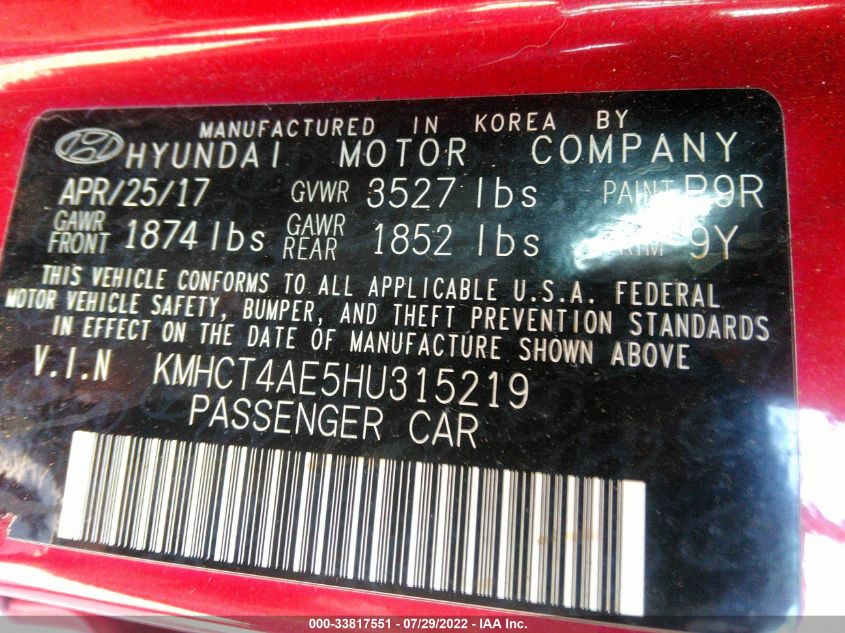 MANUFACTURED IN KOREA BY
HYUNDAI MOTOR COMPANY
APR/25/17 GVWR 3527 lbs PAINT R9R
GAWR FRONT 1874 lbs GAWR REAR 1852 lbs TRIM 9Y
THIS VEHICLE CONFORMS TO ALL APPLICABLE U.S.A. FEDERAL
MOTOR VEHICLE SAFETY, BUMPER, AND THEFT PREVENTION STANDARDS
IN EFFECT ON THE DATE OF MANUFACTURE SHOWN ABOVE
V.I.N KMHCT4AE5HU315219
PASSENGER CAR
000-33817551 - 07/29/2022 - IAA Inc.